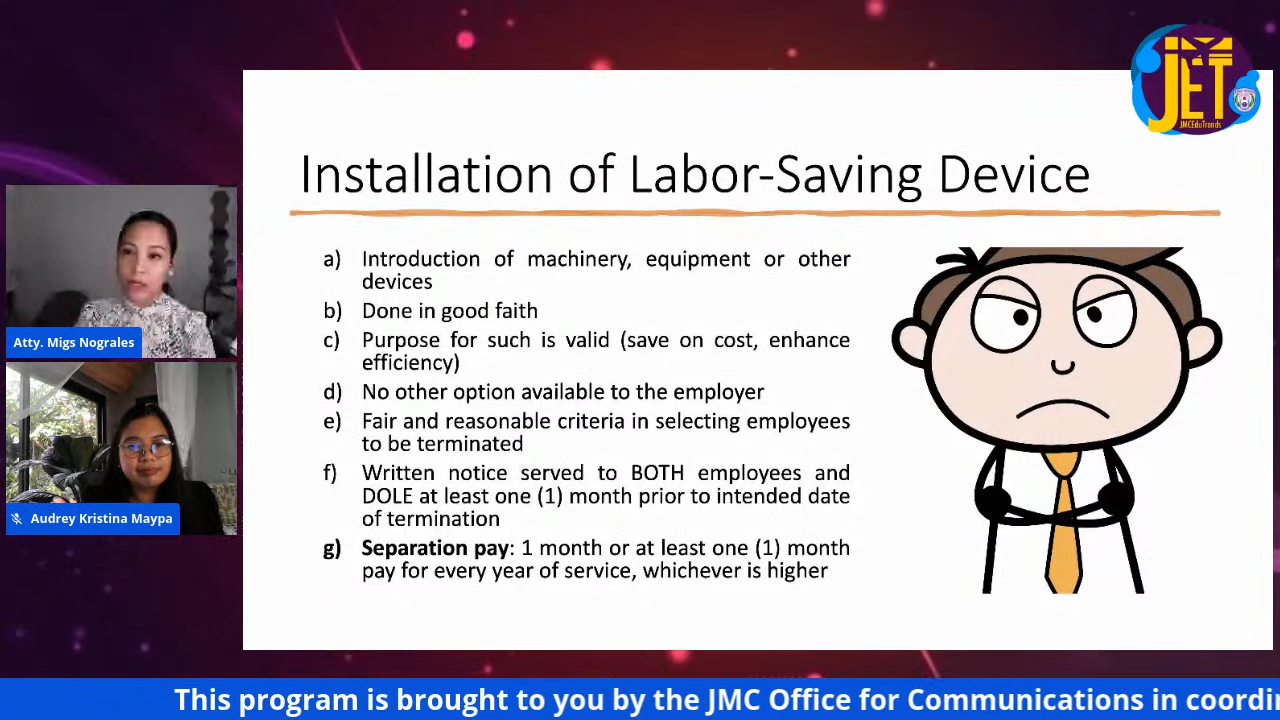 JET
JMCEduTrends
Installation of Labor-Saving Device
a) Introduction of machinery, equipment or other
devices
b) Done in good faith
c) Purpose for such is valid (save on cost, enhance
efficiency)
d) No other option available to the employer
e) Fair and reasonable criteria in selecting employees
to be terminated
f) Written notice served to BOTH employees and
DOLE at least one (1) month prior to intended date
of termination
g) Separation pay: 1 month or at least one (1) month
pay for every year of service, whichever is higher
Atty. Migs Nograles
Audrey Kristina Maypa
This program is brought to you by the JMC Office for Communications in coordi